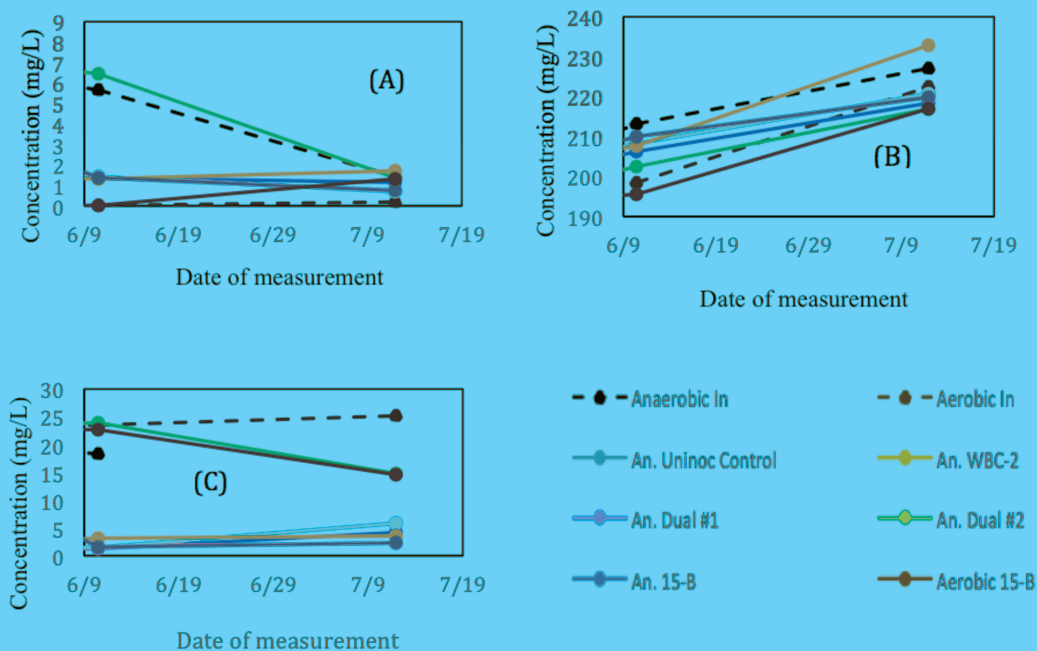 9
8
7
6
5
4
3
2
1
0
Concentration (mg/L)
(A)
6/9 6/19 6/29 7/9 7/19
Date of measurement
240
230
220
210
200
190
Concentration (mg/L)
(B)
6/9 6/19 6/29 7/9 7/19
Date of measurement
30
25
20
15
10
5
0
Concentration (mg/L)
(C)
6/9 6/19 6/29 7/9 7/19
Date of measurement
Anaerobic In Aerobic In
An. Uninoc Control An. WBC-2
An. Dual #1 An. Dual #2
An. 15-B Aerobic 15-B